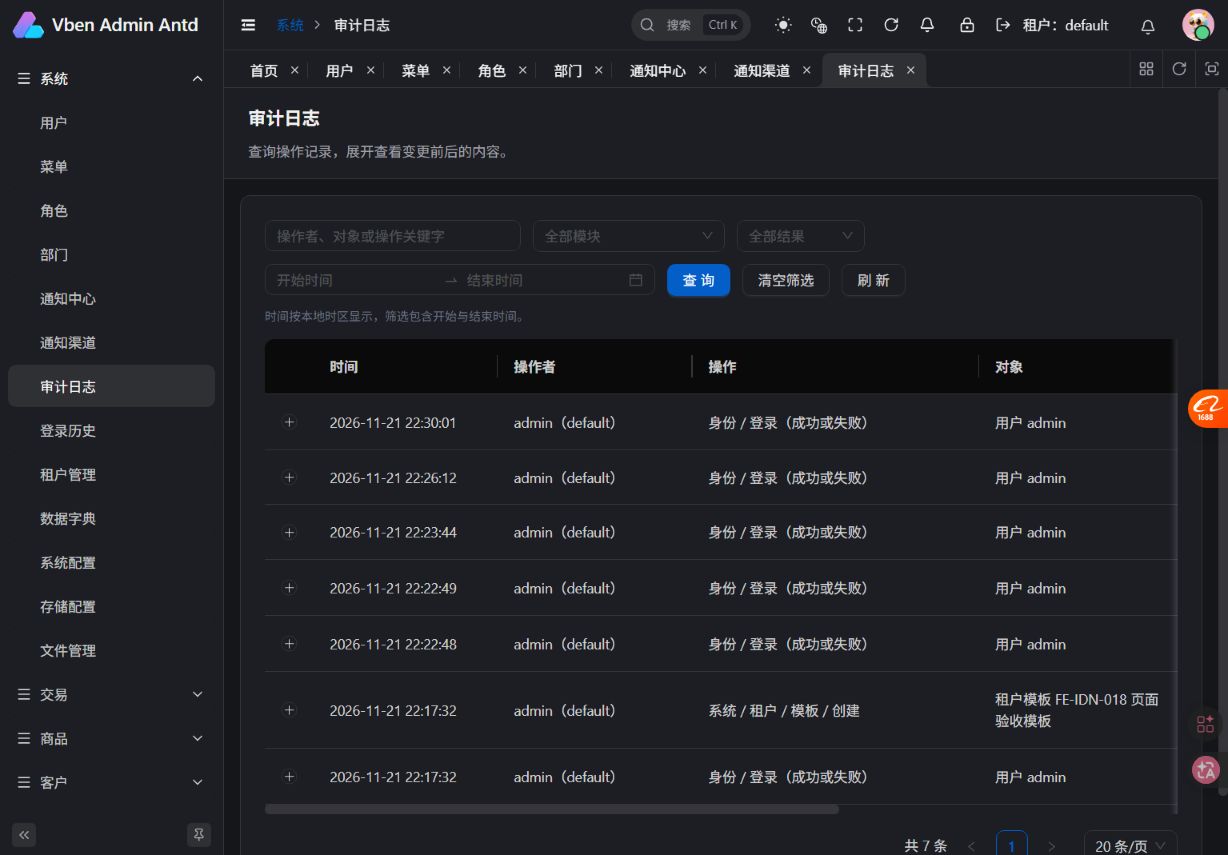 Vben Admin Antd
系统 > 审计日志
搜索 Ctrl K
租户：default
系统
用户
菜单
角色
部门
通知中心
通知渠道
审计日志
登录历史
租户管理
数据字典
系统配置
存储配置
文件管理
交易
商品
客户
首页 × 用户 × 菜单 × 角色 × 部门 × 通知中心 × 通知渠道 × 审计日志 ×
审计日志
查询操作记录，展开查看变更前后的内容。
操作者、对象或操作关键字 全部模块 全部结果
开始时间 → 结束时间 查 询 清空筛选 刷 新
时间按本地时区显示，筛选包含开始与结束时间。
时间 操作者 操作 对象
2026-11-21 22:30:01 admin（default） 身份 / 登录（成功或失败） 用户 admin
2026-11-21 22:26:12 admin（default） 身份 / 登录（成功或失败） 用户 admin
2026-11-21 22:23:44 admin（default） 身份 / 登录（成功或失败） 用户 admin
2026-11-21 22:22:49 admin（default） 身份 / 登录（成功或失败） 用户 admin
2026-11-21 22:22:48 admin（default） 身份 / 登录（成功或失败） 用户 admin
2026-11-21 22:17:32 admin（default） 系统 / 租户 / 模板 / 创建 租户模板 FE-IDN-018 页面
验收模板
2026-11-21 22:17:32 admin（default） 身份 / 登录（成功或失败） 用户 admin
共 7 条 < 1 > 20 条/页
1688